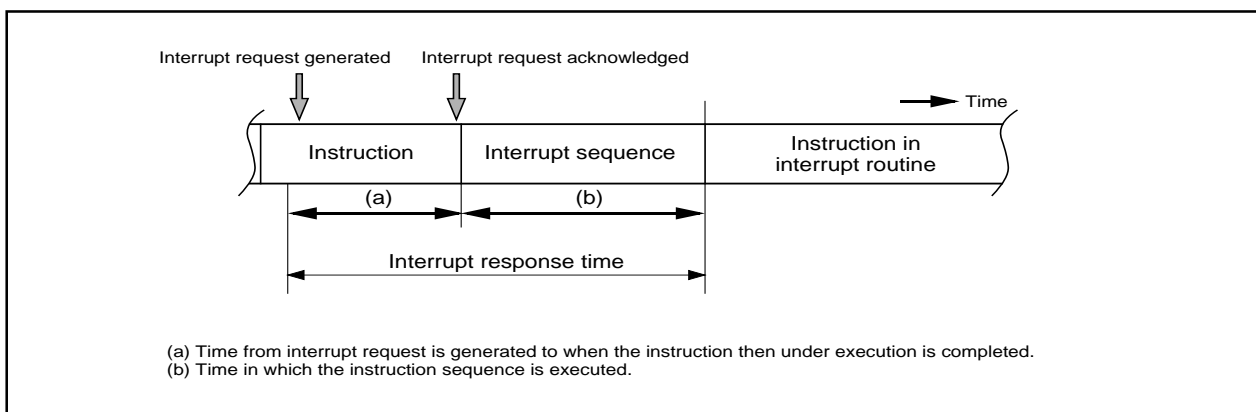 Interrupt request generated
Interrupt request acknowledged
Time
Instruction
Interrupt sequence
Instruction in
interrupt routine
(a)
(b)
Interrupt response time
(a) Time from interrupt request is generated to when the instruction then under execution is completed.
(b) Time in which the instruction sequence is executed.